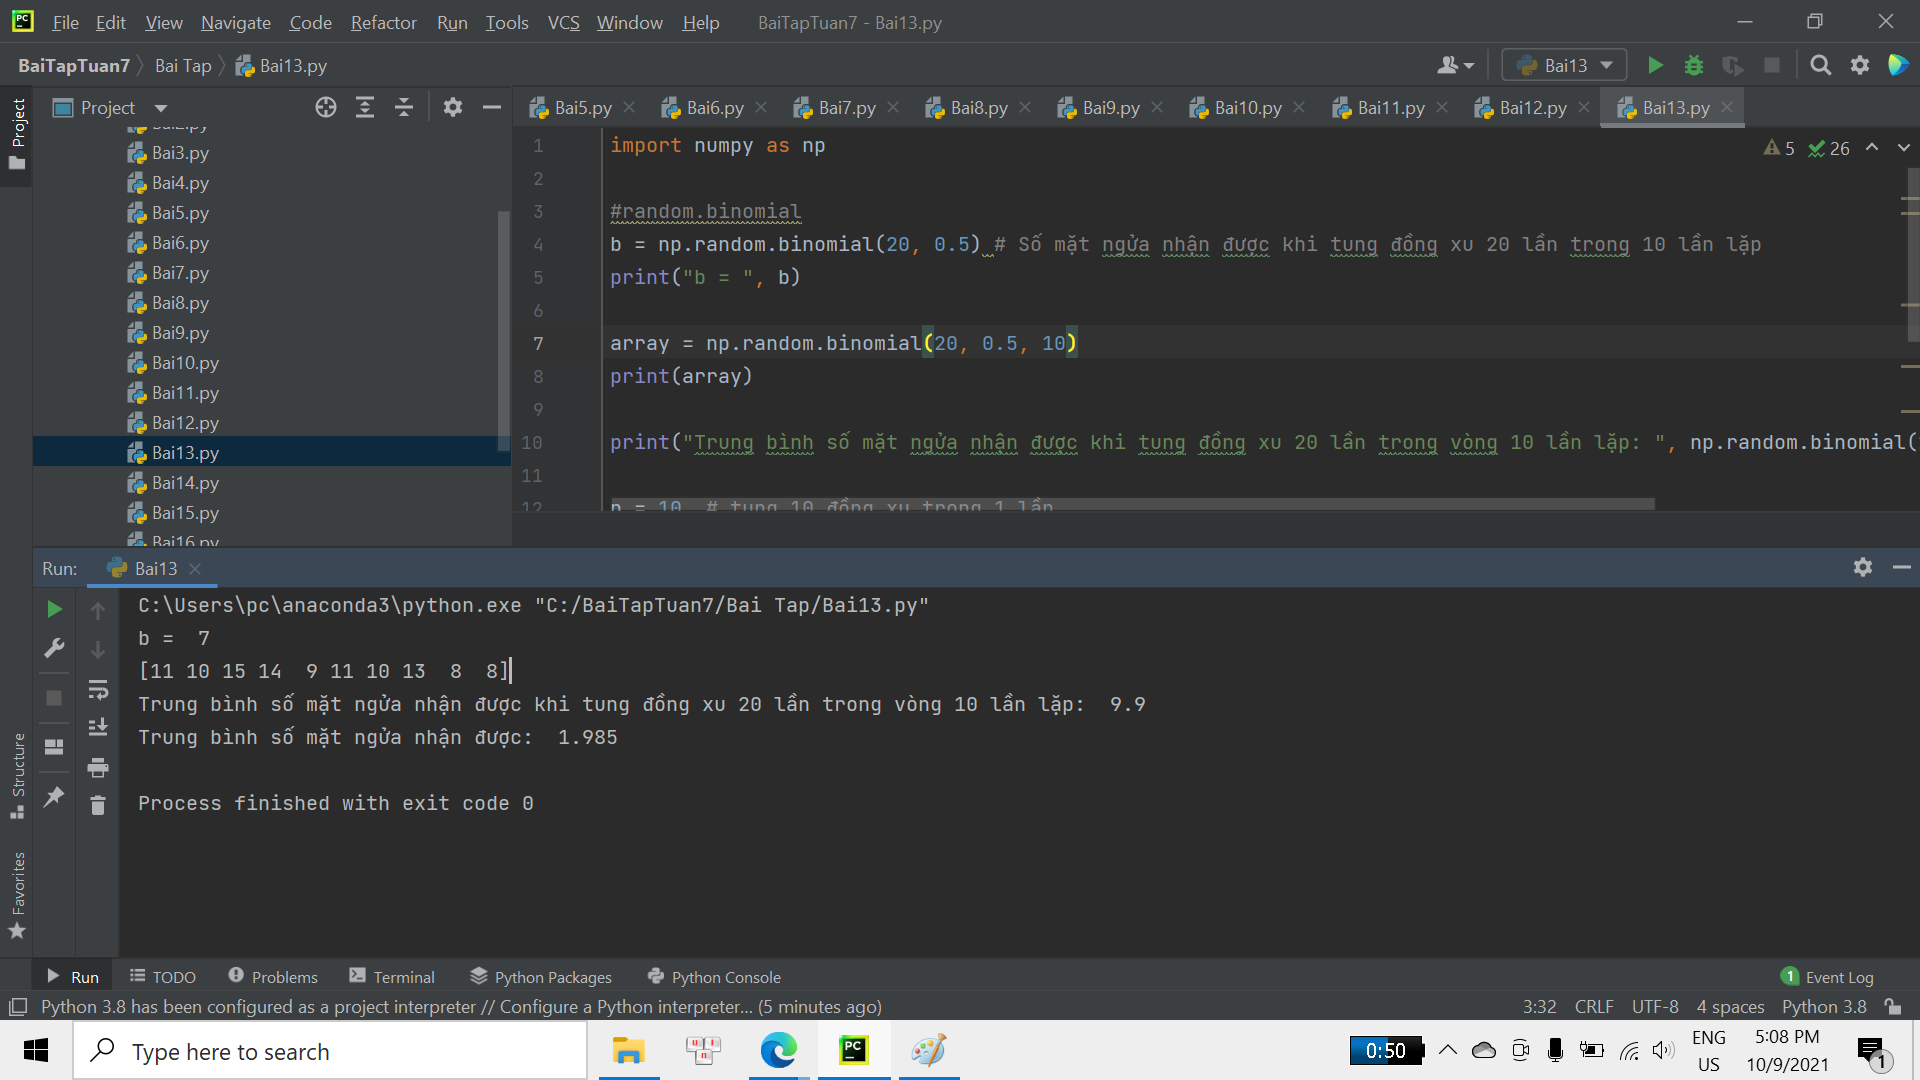 File Edit View Navigate Code Refactor Run Tools VCS Window Help BaiTapTuan7 - Bai13.py
BaiTapTuan7 Bai Tap Bai13.py Bai13
Project
Bai5.py Bai6.py Bai7.py Bai8.py Bai9.py Bai10.py Bai11.py Bai12.py Bai13.py
Project
Bai2.py
Bai3.py
Bai4.py
Bai5.py
Bai6.py
Bai7.py
Bai8.py
Bai9.py
Bai10.py
Bai11.py
Bai12.py
Bai13.py
Bai14.py
Bai15.py
Bai16.py
5 26
1 import numpy as np
2
3 #random.binomial
4 b = np.random.binomial(20, 0.5) # Số mặt ngửa nhận được khi tung đồng xu 20 lần trong 10 lần lặp
5 print("b = ", b)
6
7 array = np.random.binomial(20, 0.5, 10)
8 print(array)
9
10 print("Trung bình số mặt ngửa nhận được khi tung đồng xu 20 lần trong vòng 10 lần lặp: ", np.random.binomial(
11
12 n = 10 # tung 10 đồng xu trong 1 lần
Run: Bai13
C:\Users\pc\anaconda3\python.exe "C:/BaiTapTuan7/Bai Tap/Bai13.py"
b =  7
[11 10 15 14  9 11 10 13  8  8]
Trung bình số mặt ngửa nhận được khi tung đồng xu 20 lần trong vòng 10 lần lặp:  9.9
Trung bình số mặt ngửa nhận được:  1.985
Process finished with exit code 0
Structure
Favorites
Run TODO Problems Terminal Python Packages Python Console 1 Event Log
Python 3.8 has been configured as a project interpreter // Configure a Python interpreter... (5 minutes ago) 3:32 CRLF UTF-8 4 spaces Python 3.8
Type here to search
0:50
ENG
US
5:08 PM
10/9/2021
1